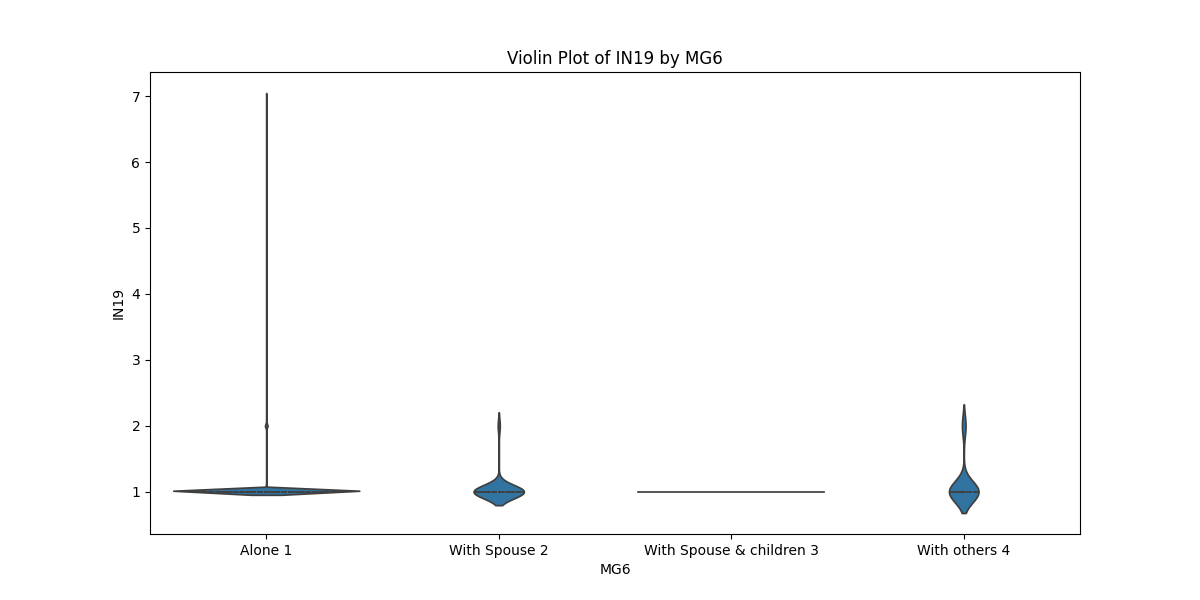 Violin Plot of IN19 by MG6
7
6
5
4
3
2
1
IN19
Alone 1
With Spouse 2
With Spouse & children 3
With others 4
MG6